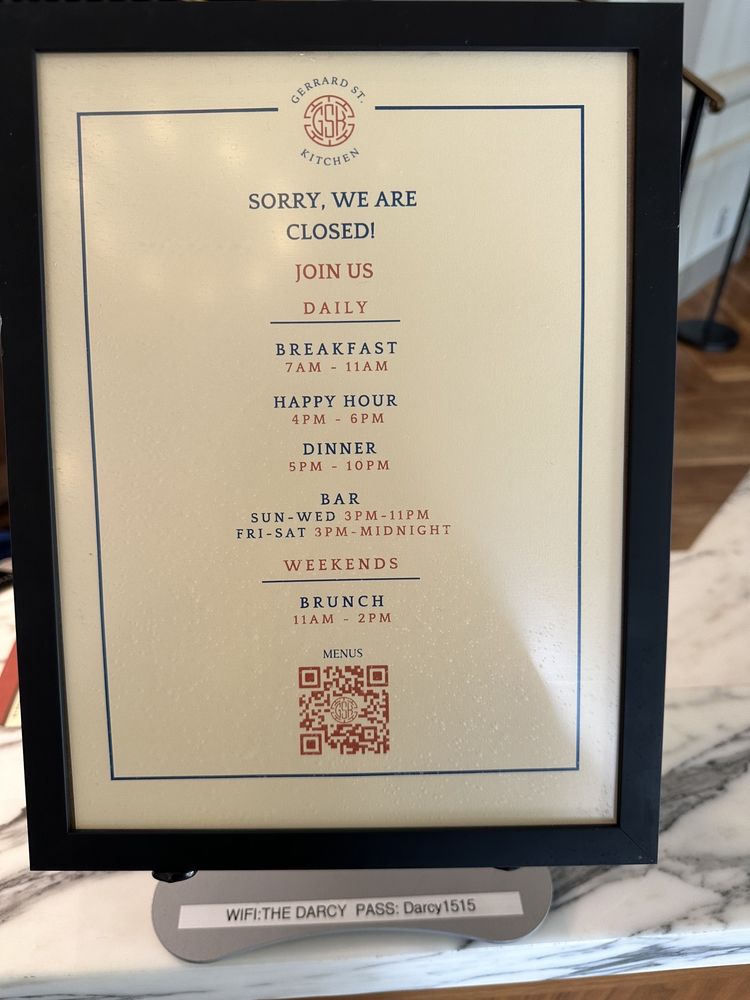 GERRARD ST.
GSK
KITCHEN
SORRY, WE ARE
CLOSED!
JOIN US
DAILY
BREAKFAST
7AM - 11AM
HAPPY HOUR
4PM - 6PM
DINNER
5PM - 10PM
BAR
SUN-WED 3PM-11PM
FRI-SAT 3PM-MIDNIGHT
WEEKENDS
BRUNCH
11AM - 2PM
MENUS
GSK
WIFI:THE DARCY PASS: Darcy1515